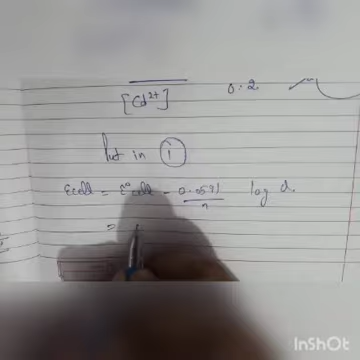 [Cd²⁺] 0.2
Put in ①
Ecell = E°cell - 0.0591/n log Q
=
InShOt